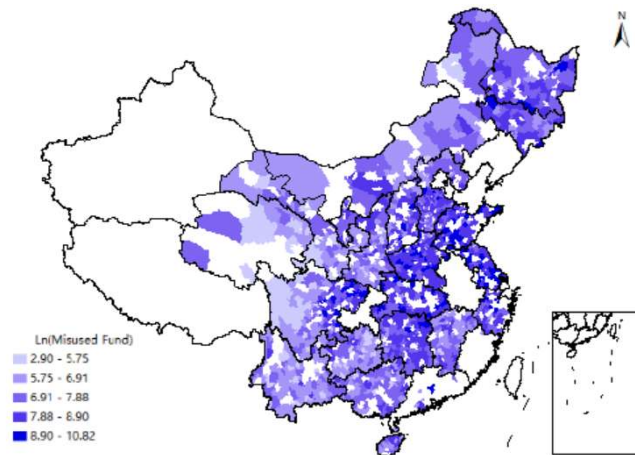 N
Ln(Misused Fund)
2.90 - 5.75
5.75 - 6.91
6.91 - 7.88
7.88 - 8.90
8.90 - 10.82